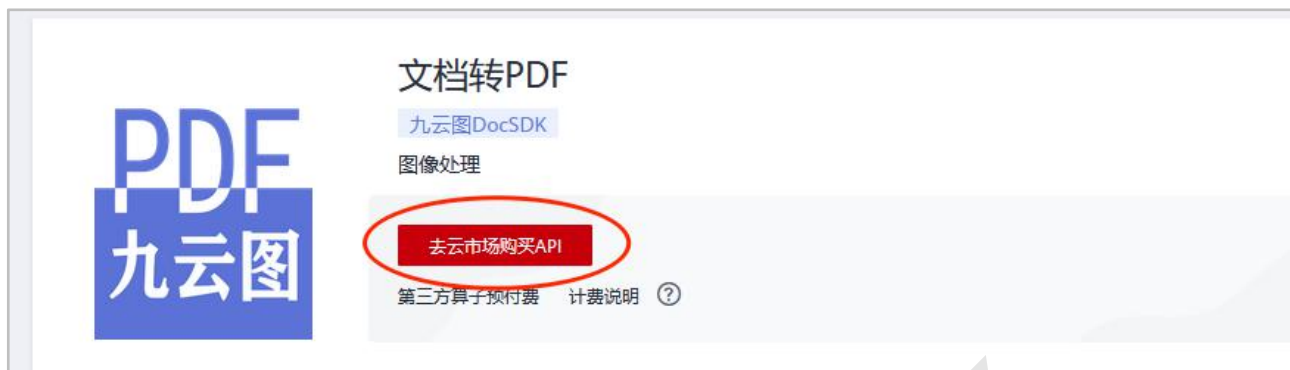 文档转PDF
九云图DocSDK
图像处理
PDF
九云图
去云市场购买API
第三方算子预付费 计费说明 ?